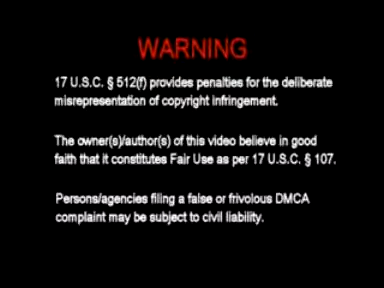 WARNING
17 U.S.C. § 512(f) provides penalties for the deliberate
misrepresentation of copyright infringement.
The owner(s)/author(s) of this video believe in good
faith that it constitutes Fair Use as per 17 U.S.C. § 107.
Persons/agencies filing a false or frivolous DMCA
complaint may be subject to civil liability.